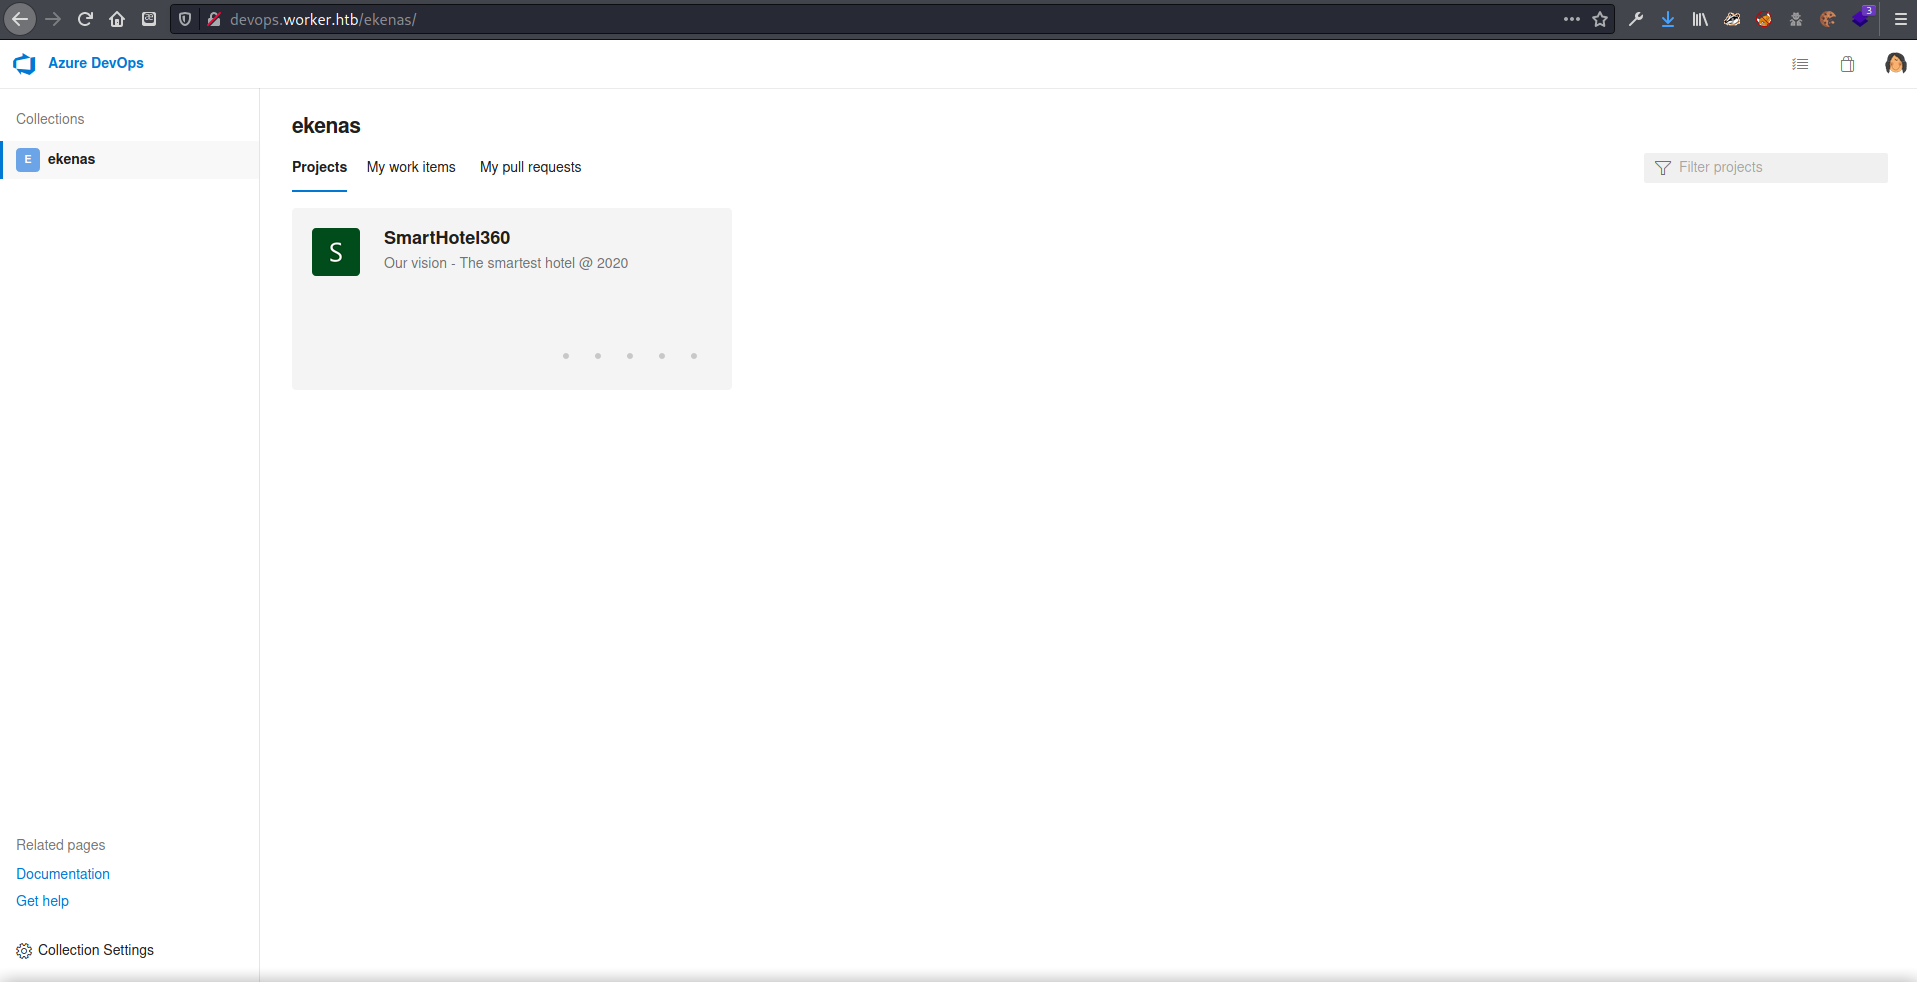 devops.worker.htb/ekenas/
3
Azure DevOps
Collections
E ekenas
ekenas
Projects My work items My pull requests
Filter projects
S
SmartHotel360
Our vision - The smartest hotel @ 2020
Related pages
Documentation
Get help
Collection Settings